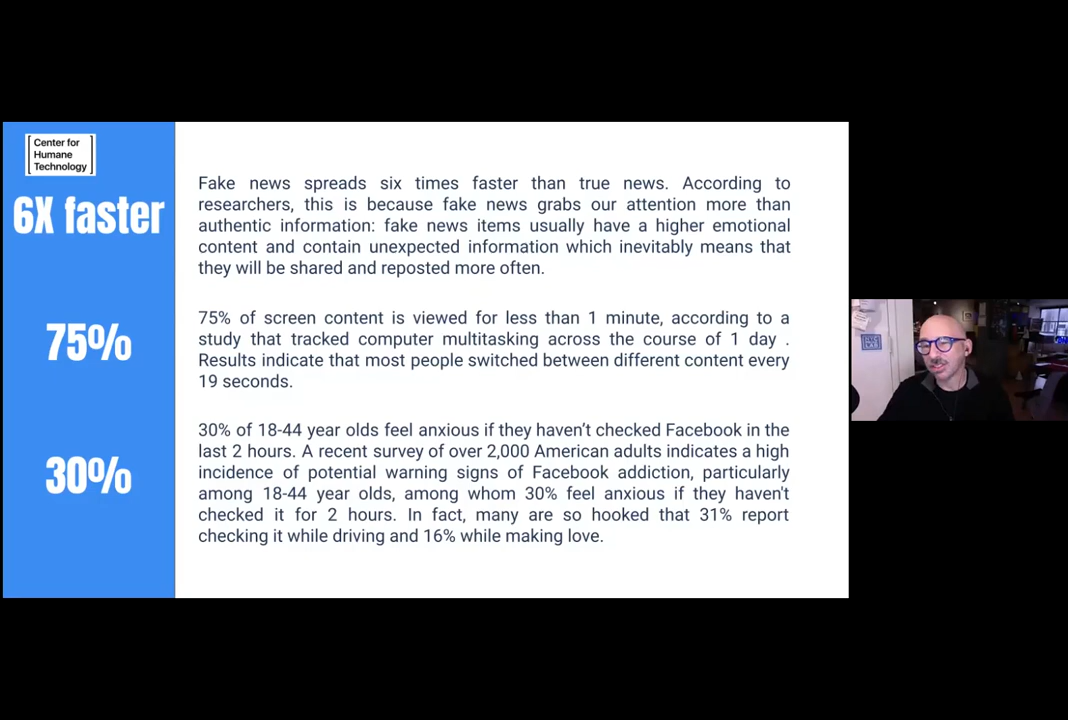 Center for
Humane
Technology
6X faster
Fake news spreads six times faster than true news. According to
researchers, this is because fake news grabs our attention more than
authentic information: fake news items usually have a higher emotional
content and contain unexpected information which inevitably means that
they will be shared and reposted more often.
75%
75% of screen content is viewed for less than 1 minute, according to a
study that tracked computer multitasking across the course of 1 day .
Results indicate that most people switched between different content every
19 seconds.
30%
30% of 18-44 year olds feel anxious if they haven’t checked Facebook in the
last 2 hours. A recent survey of over 2,000 American adults indicates a high
incidence of potential warning signs of Facebook addiction, particularly
among 18-44 year olds, among whom 30% feel anxious if they haven't
checked it for 2 hours. In fact, many are so hooked that 31% report
checking it while driving and 16% while making love.